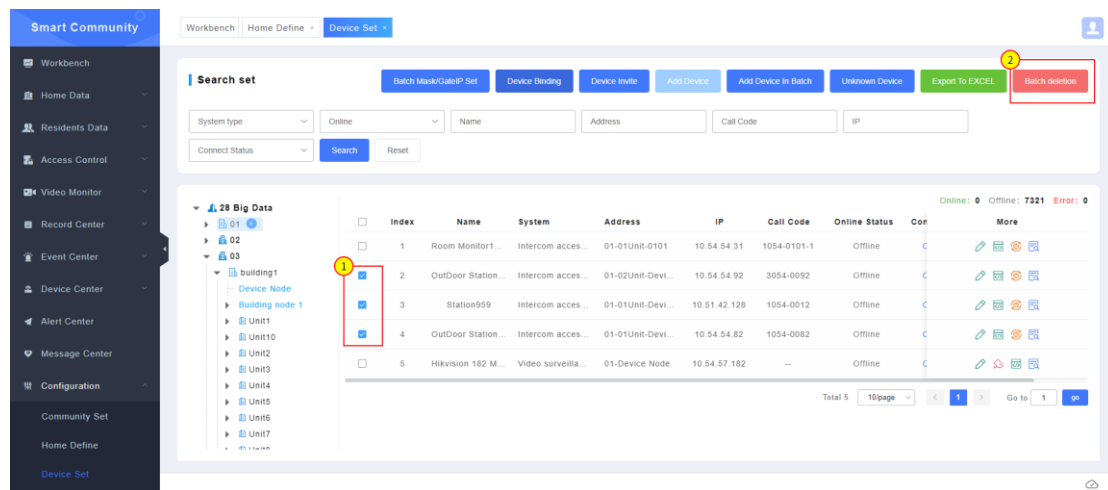 Smart Community
Workbench
Home Define
Device Set ×
Workbench
Home Data
Residents Data
Access Control
Video Monitor
Record Center
Event Center
Device Center
Alert Center
Message Center
Configuration
Community Set
Home Define
Device Set
Search set
Batch Mask/GateIP Set
Device Binding
Device Invite
Add Device
Add Device In Batch
Unknown Device
Export To EXCEL
Batch deletion
2
System type
Online
Name
Address
Call Code
IP
Connect Status
Search
Reset
28 Big Data
01
02
03
building1
Device Node
Building node 1
Unit1
Unit10
Unit2
Unit3
Unit4
Unit5
Unit6
Unit7
Online: 0 Offline: 7321 Error: 0
Index Name System Address IP Call Code Online Status Con More
1 Room Monitor1... Intercom acces... 01-01Unit-0101 10.54.54.31 1054-0101-1 Offline
1
2 OutDoor Station... Intercom acces... 01-02Unit-Devi... 10.54.54.92 3054-0092 Offline
3 Station959 Intercom acces... 01-01Unit-Devi... 10.51.42.128 1054-0012 Offline
4 OutDoor Station... Intercom acces... 01-01Unit-Devi... 10.54.54.82 1054-0082 Offline
5 Hikvision 182 M... Video surveilla... 01-Device Node 10.54.57.182 -- Offline
Total 5 10/page < 1 > Go to 1 go